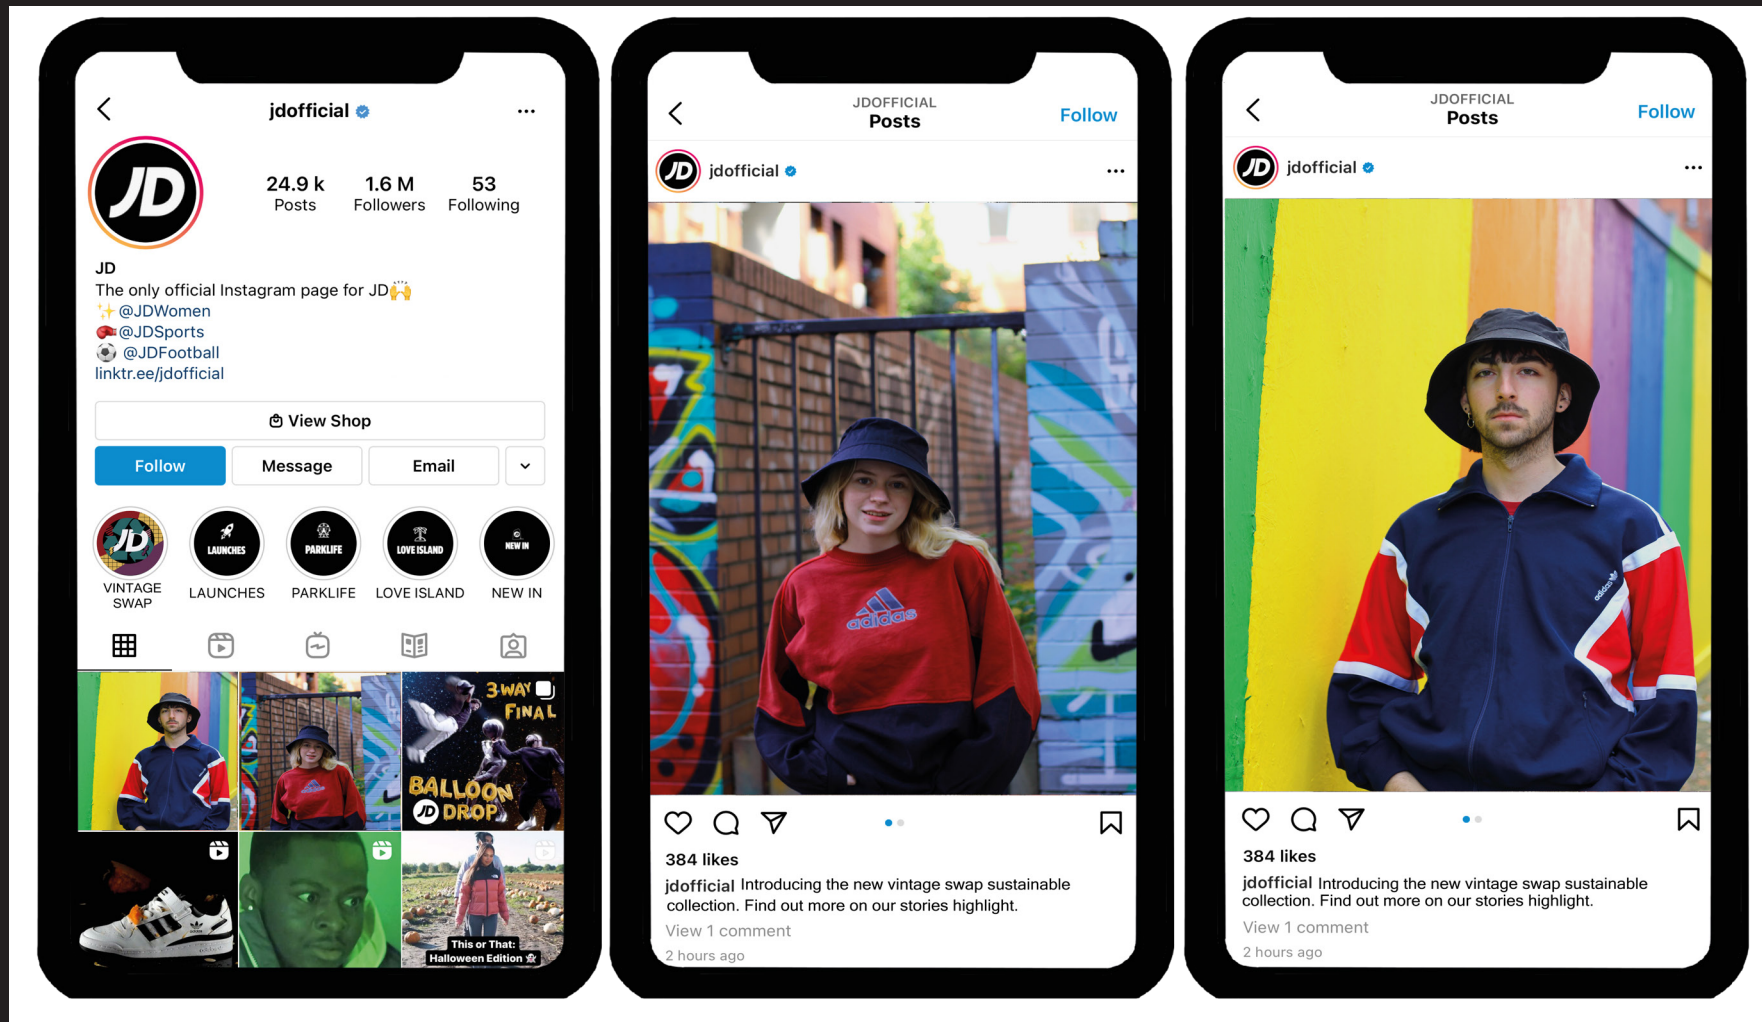 jdofficial
JD
24.9 k
Posts
1.6 M
Followers
53
Following
JD
The only official Instagram page for JD🙌
✨ @JDWomen
🥊 @JDSports
⚽ @JDFootball
linktr.ee/jdofficial
View Shop
Follow
Message
Email
JD
LAUNCHES
PARKLIFE
LOVE ISLAND
NEW IN
VINTAGE
SWAP
LAUNCHES
PARKLIFE
LOVE ISLAND
NEW IN
adidas
3-WAY
FINAL
BALLOON
JD DROP
This or That:
Halloween Edition
JDOFFICIAL
Posts
Follow
JD
jdofficial
adidas
384 likes
jdofficial Introducing the new vintage swap sustainable
collection. Find out more on our stories highlight.
View 1 comment
2 hours ago
JDOFFICIAL
Posts
Follow
JD
jdofficial
adidas
384 likes
jdofficial Introducing the new vintage swap sustainable
collection. Find out more on our stories highlight.
View 1 comment
2 hours ago